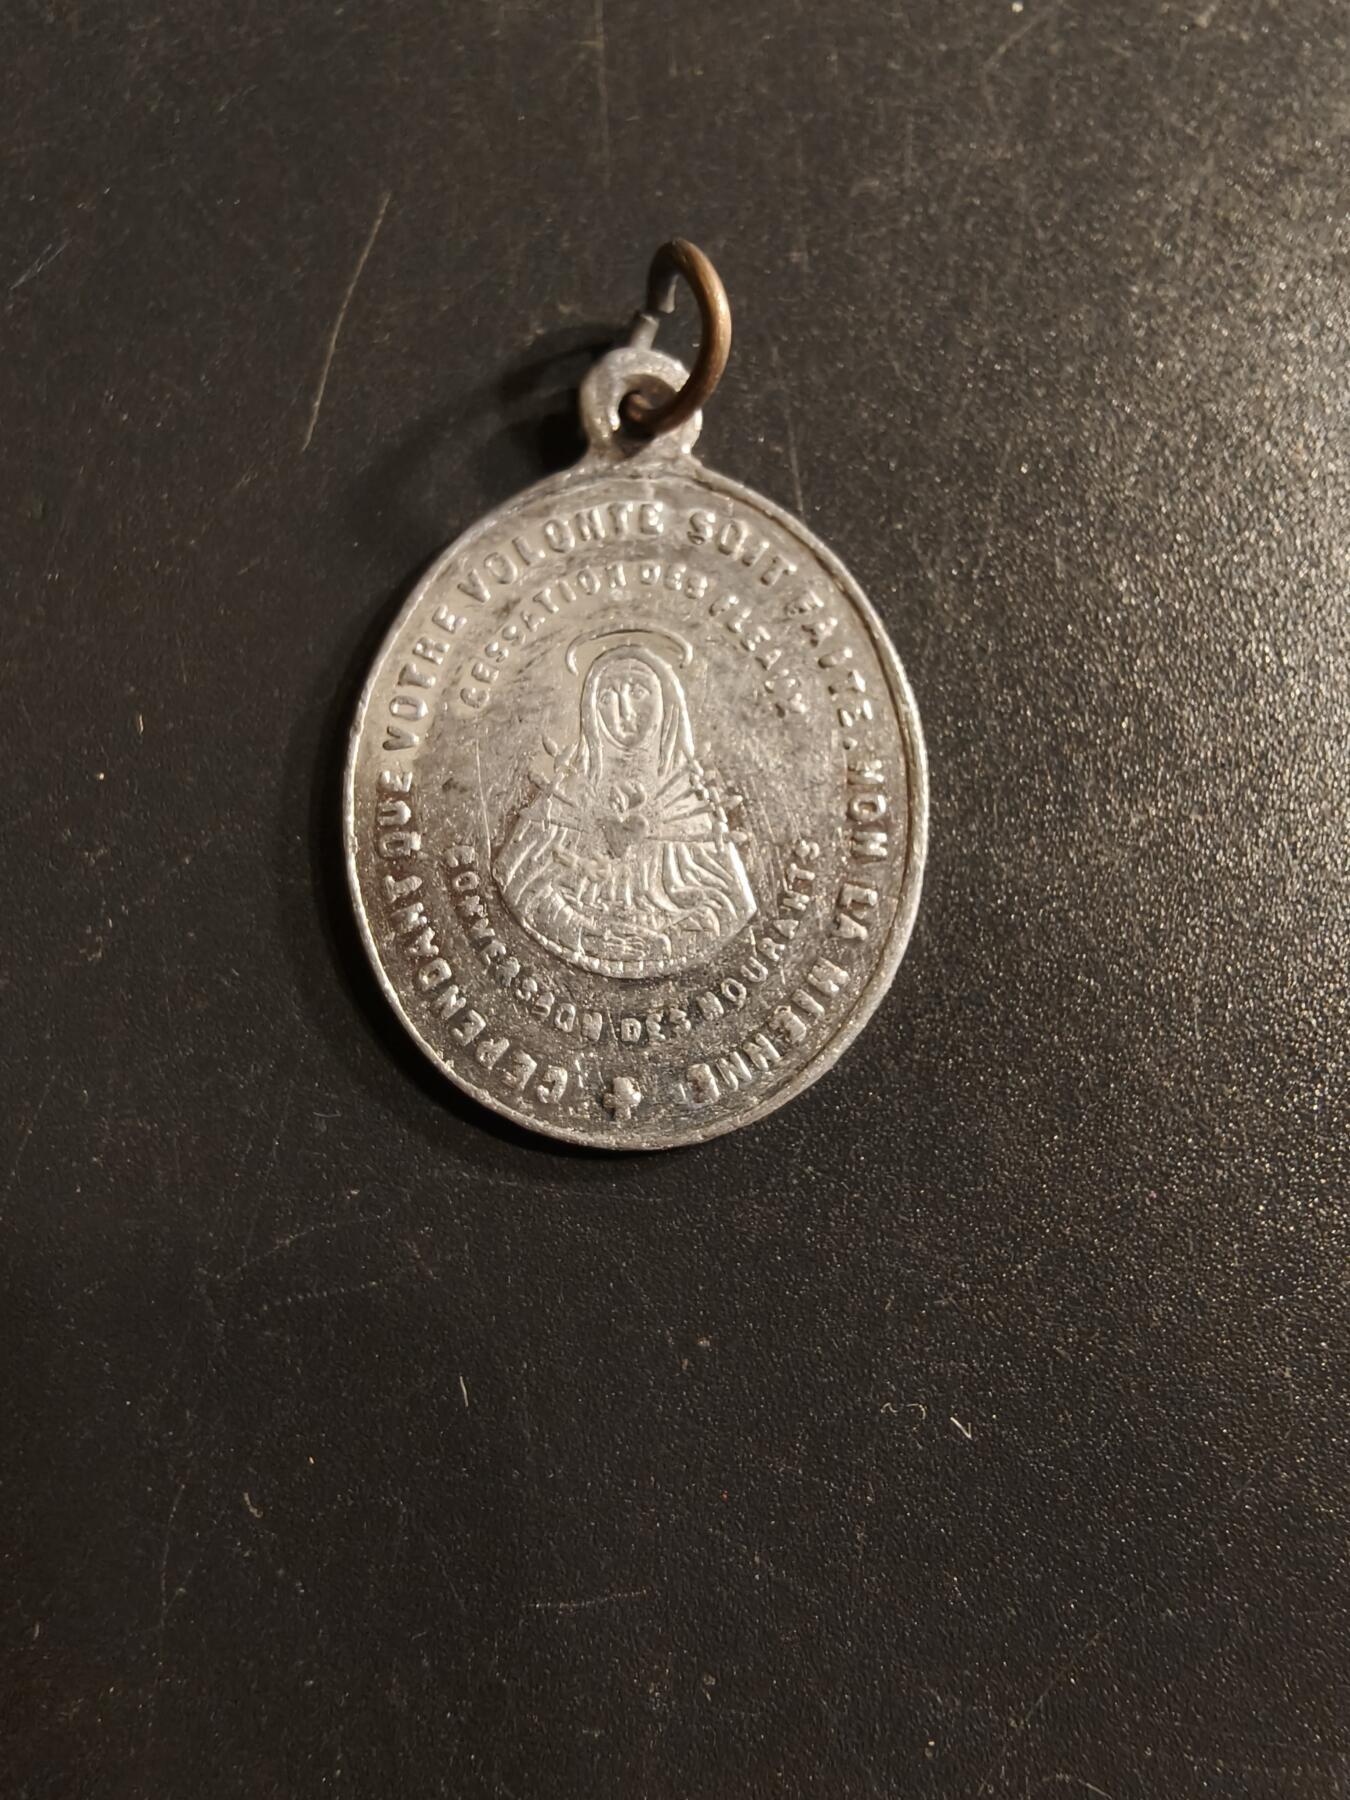 CEPENDANT QUE VOTRE VOLONTE SOIT FAITE, NON LA MIENNE
CESSATION DES FLEAUX
CONVERSION DES MOURANTS